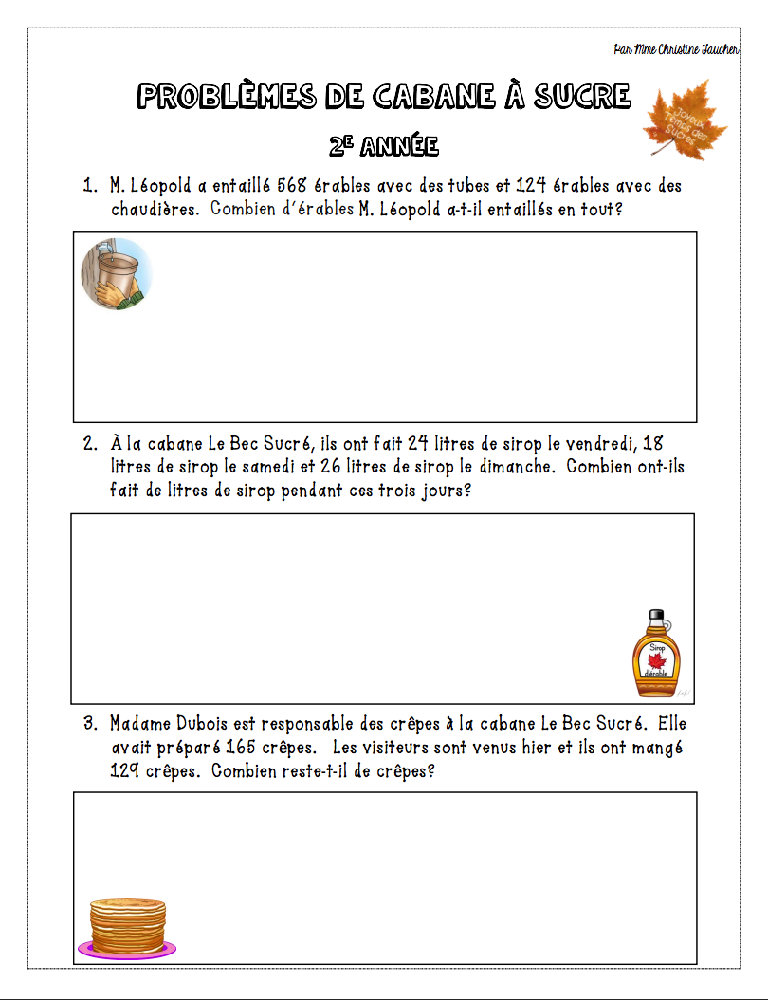 Par Mme Christine Faucher
PROBLÈMES DE CABANE À SUCRE
Joyeux
Temps des
Sucres
2E ANNÉE
1. M. Léopold a entaillé 568 érables avec des tubes et 124 érables avec des
chaudières. Combien d'érables M. Léopold a-t-il entaillés en tout?
2. À la cabane Le Bec Sucré, ils ont fait 24 litres de sirop le vendredi, 18
litres de sirop le samedi et 26 litres de sirop le dimanche. Combien ont-ils
fait de litres de sirop pendant ces trois jours?
Sirop
d'érable
3. Madame Dubois est responsable des crêpes à la cabane Le Bec Sucré. Elle
avait préparé 165 crêpes. Les visiteurs sont venus hier et ils ont mangé
129 crêpes. Combien reste-t-il de crêpes?